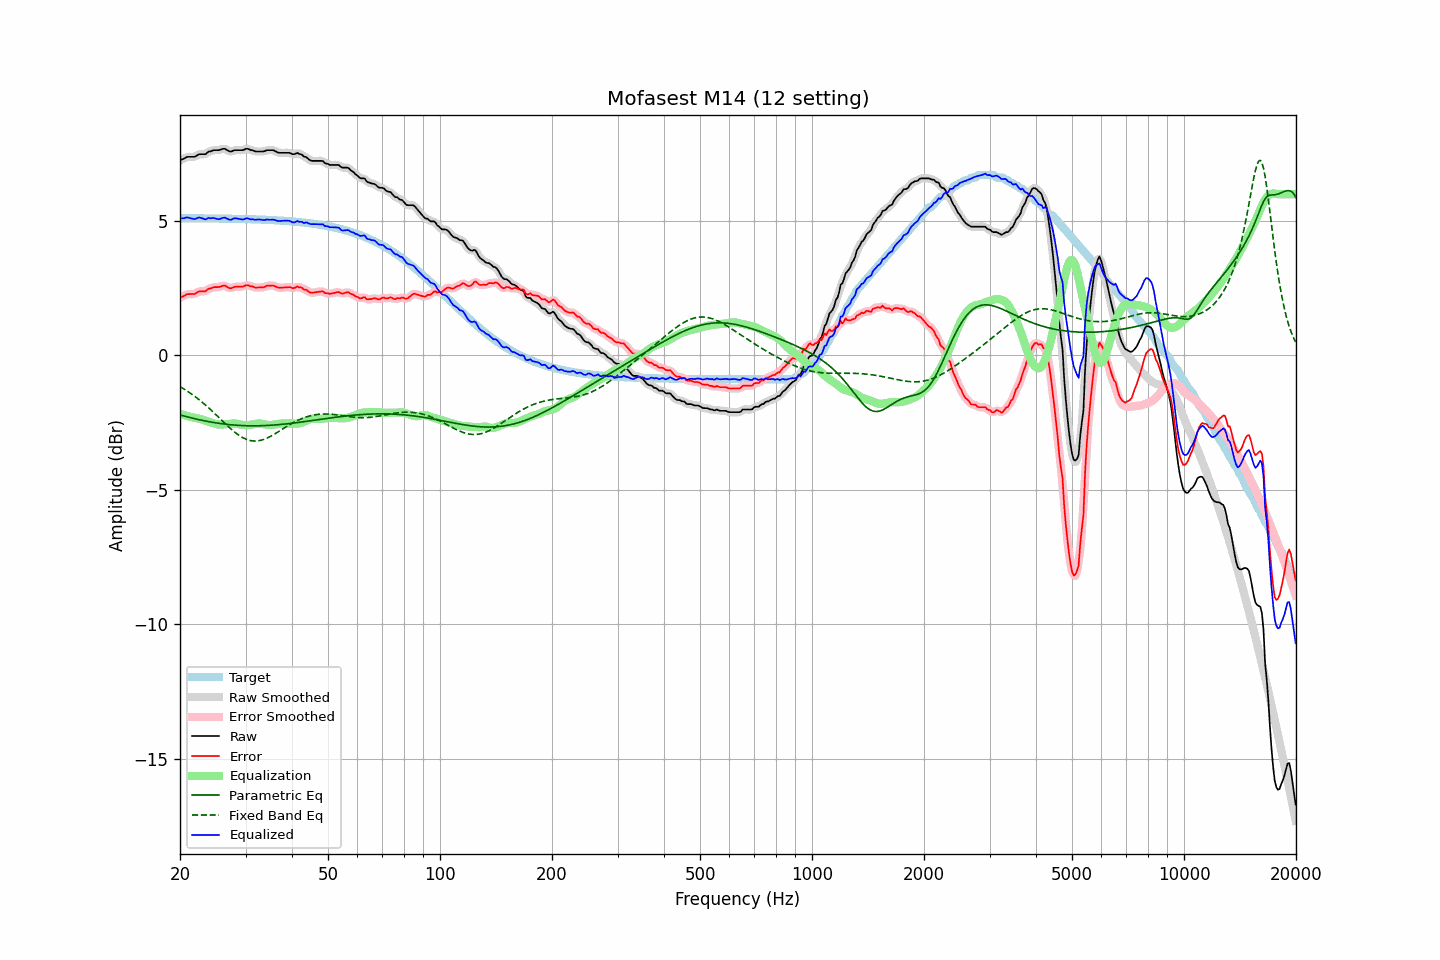 Mofasest M14 (12 setting)
Amplitude (dBr)
5
0
−5
−10
−15
Target
Raw Smoothed
Error Smoothed
Raw
Error
Equalization
Parametric Eq
Fixed Band Eq
Equalized
20 50 100 200 500 1000 2000 5000 10000 20000
Frequency (Hz)